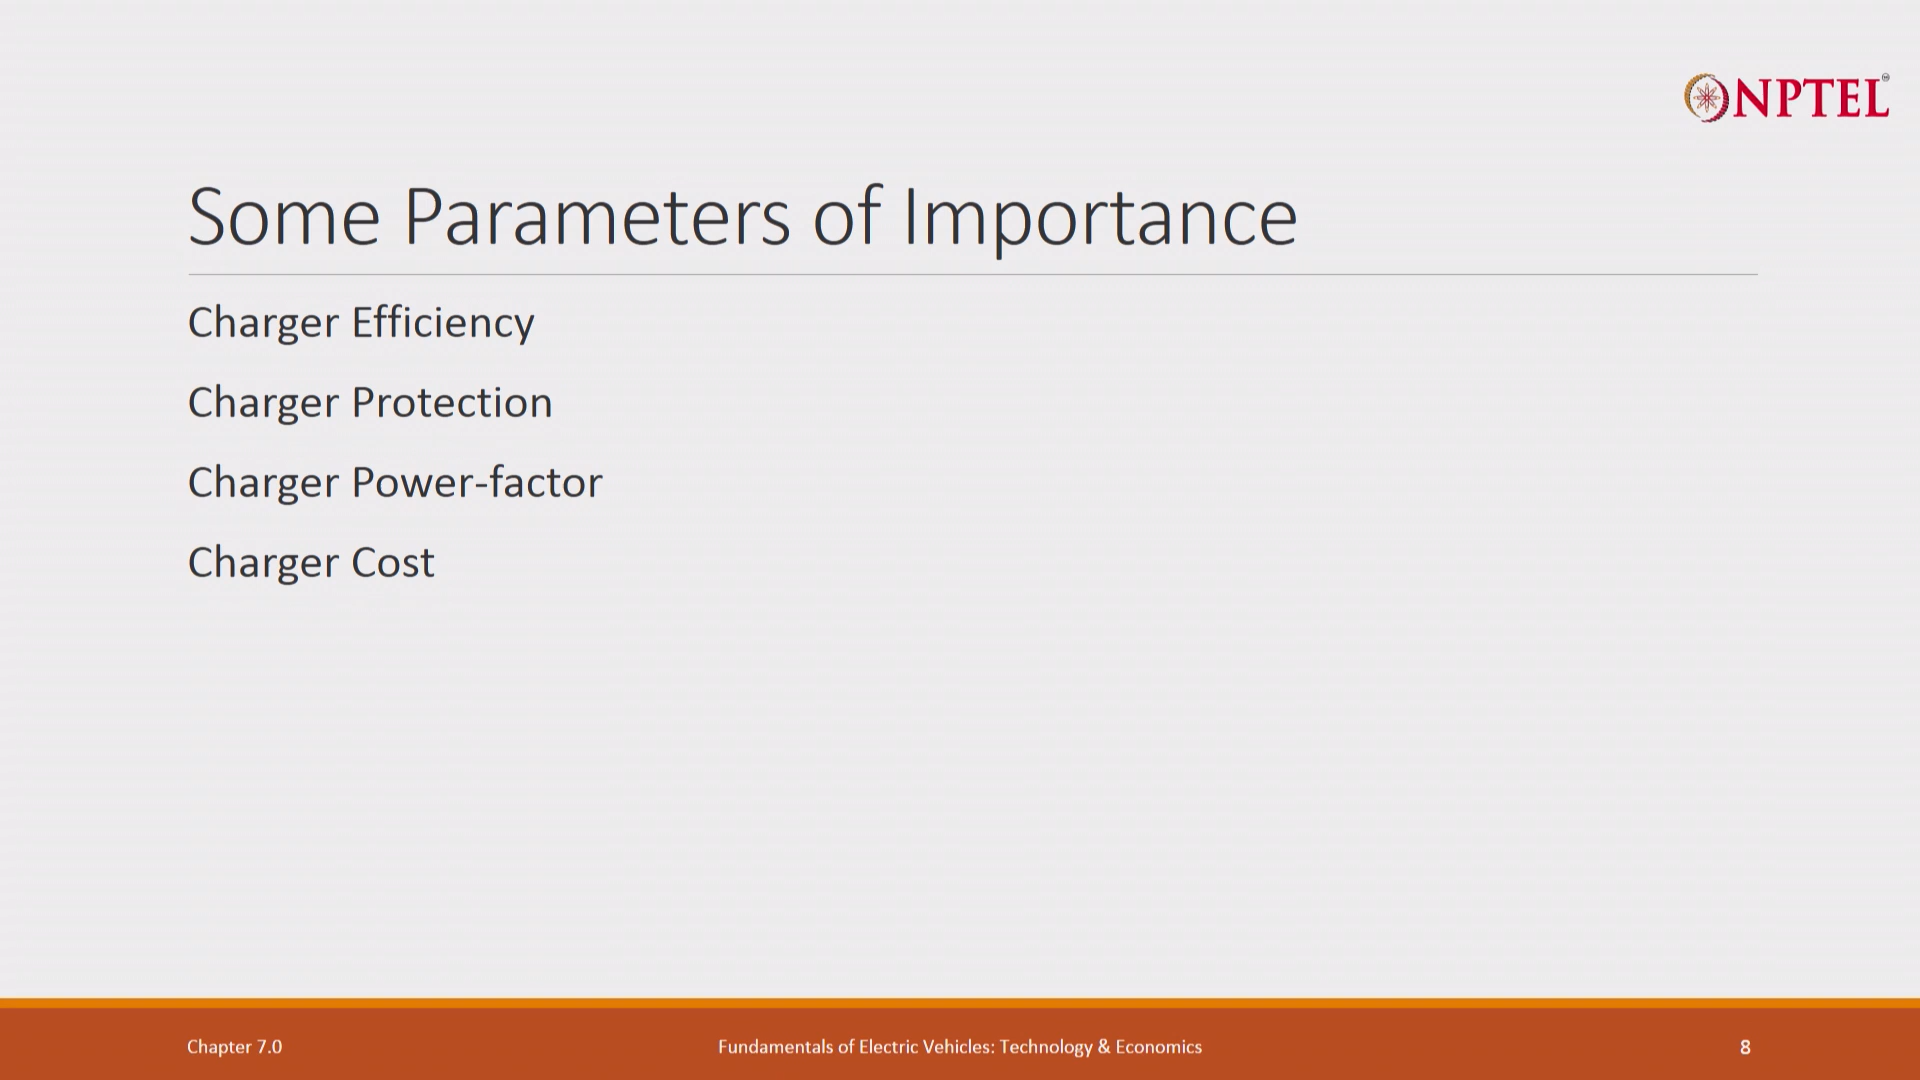 NPTEL
Some Parameters of Importance
Charger Efficiency
Charger Protection
Charger Power-factor
Charger Cost
Chapter 7.0
Fundamentals of Electric Vehicles: Technology & Economics
8